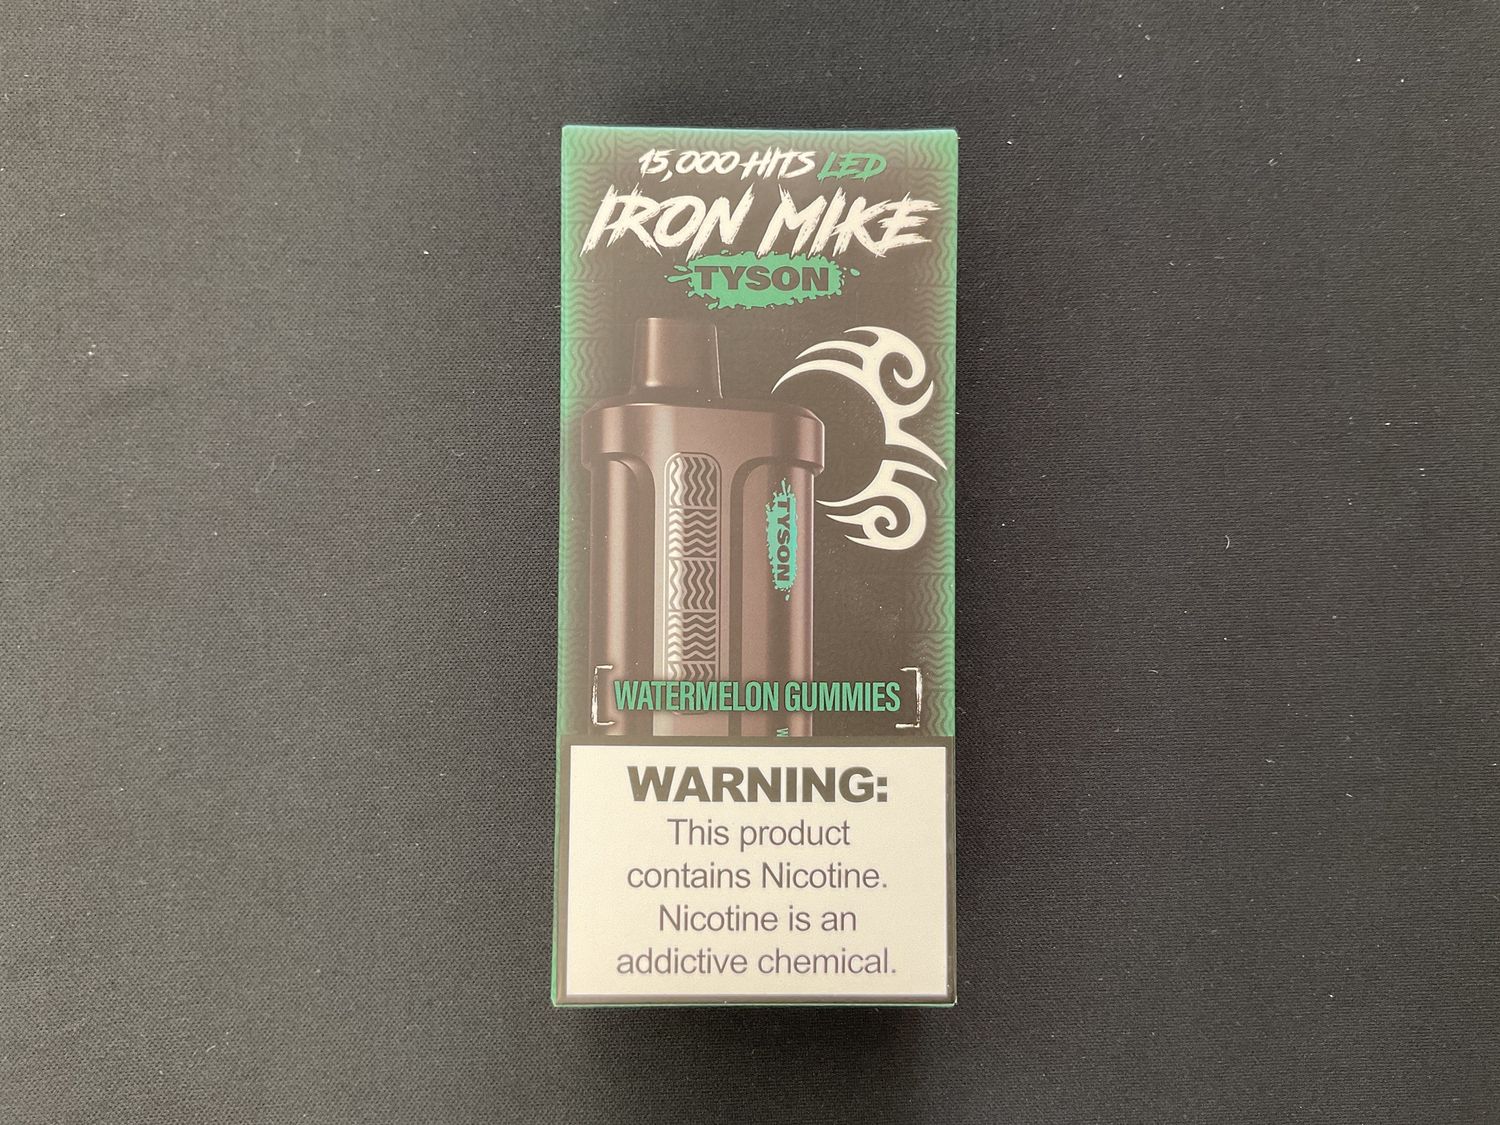 15,000 HITS LED
IRON MIKE
TYSON
TYSON
WATERMELON GUMMIES
W
WARNING:
This product
contains Nicotine.
Nicotine is an
addictive chemical.